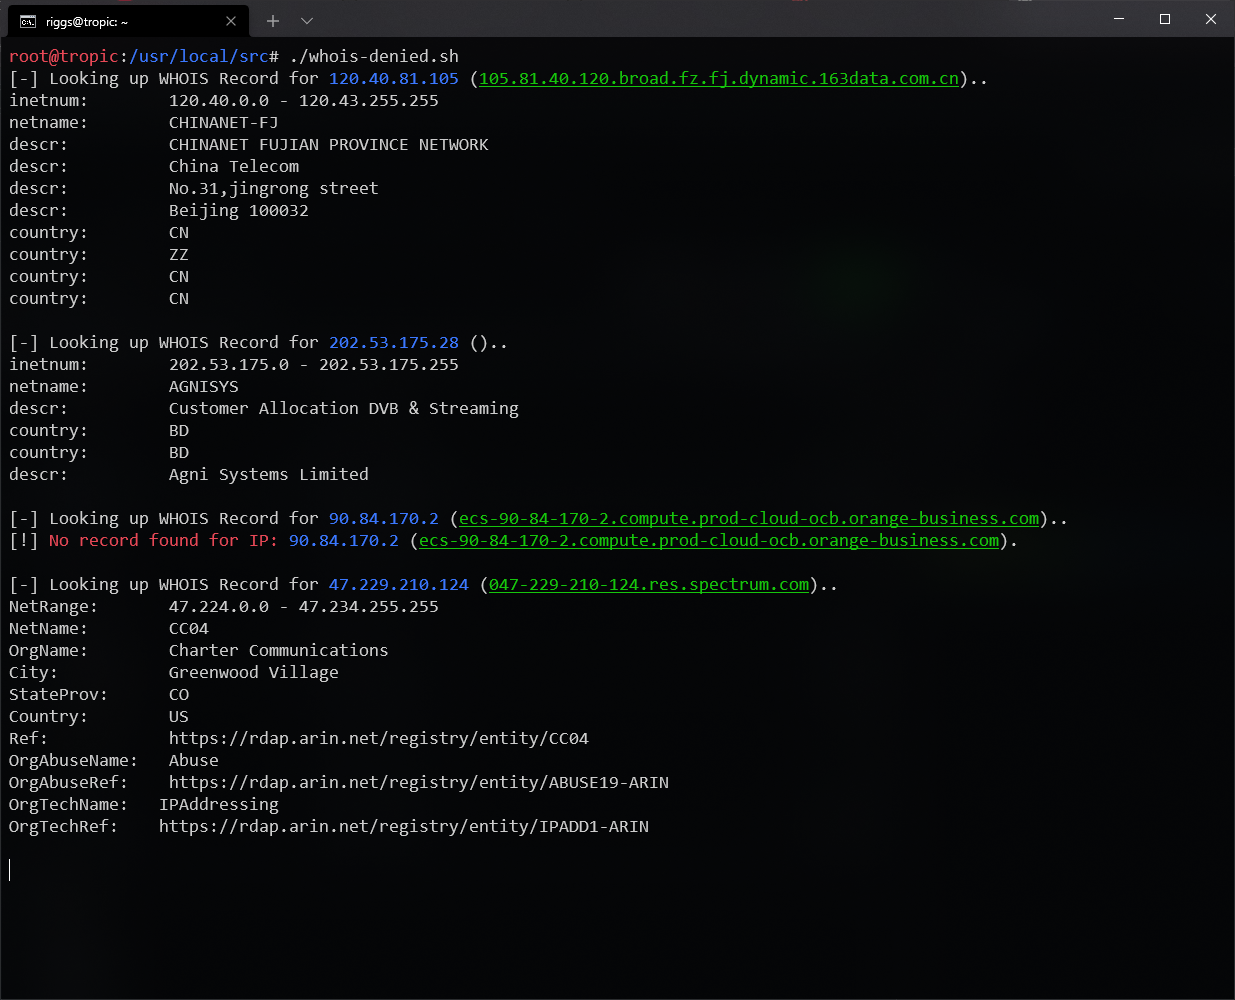 riggs@tropic: ~
root@tropic:/usr/local/src# ./whois-denied.sh
[-] Looking up WHOIS Record for 120.40.81.105 (105.81.40.120.broad.fz.fj.dynamic.163data.com.cn)..
inetnum:        120.40.0.0 - 120.43.255.255
netname:        CHINANET-FJ
descr:          CHINANET FUJIAN PROVINCE NETWORK
descr:          China Telecom
descr:          No.31,jingrong street
descr:          Beijing 100032
country:        CN
country:        ZZ
country:        CN
country:        CN

[-] Looking up WHOIS Record for 202.53.175.28 ()..
inetnum:        202.53.175.0 - 202.53.175.255
netname:        AGNISYS
descr:          Customer Allocation DVB & Streaming
country:        BD
country:        BD
descr:          Agni Systems Limited

[-] Looking up WHOIS Record for 90.84.170.2 (ecs-90-84-170-2.compute.prod-cloud-ocb.orange-business.com)..
[!] No record found for IP: 90.84.170.2 (ecs-90-84-170-2.compute.prod-cloud-ocb.orange-business.com).

[-] Looking up WHOIS Record for 47.229.210.124 (047-229-210-124.res.spectrum.com)..
NetRange:       47.224.0.0 - 47.234.255.255
NetName:        CC04
OrgName:        Charter Communications
City:           Greenwood Village
StateProv:      CO
Country:        US
Ref:            https://rdap.arin.net/registry/entity/CC04
OrgAbuseName:   Abuse
OrgAbuseRef:    https://rdap.arin.net/registry/entity/ABUSE19-ARIN
OrgTechName:   IPAddressing
OrgTechRef:    https://rdap.arin.net/registry/entity/IPADD1-ARIN